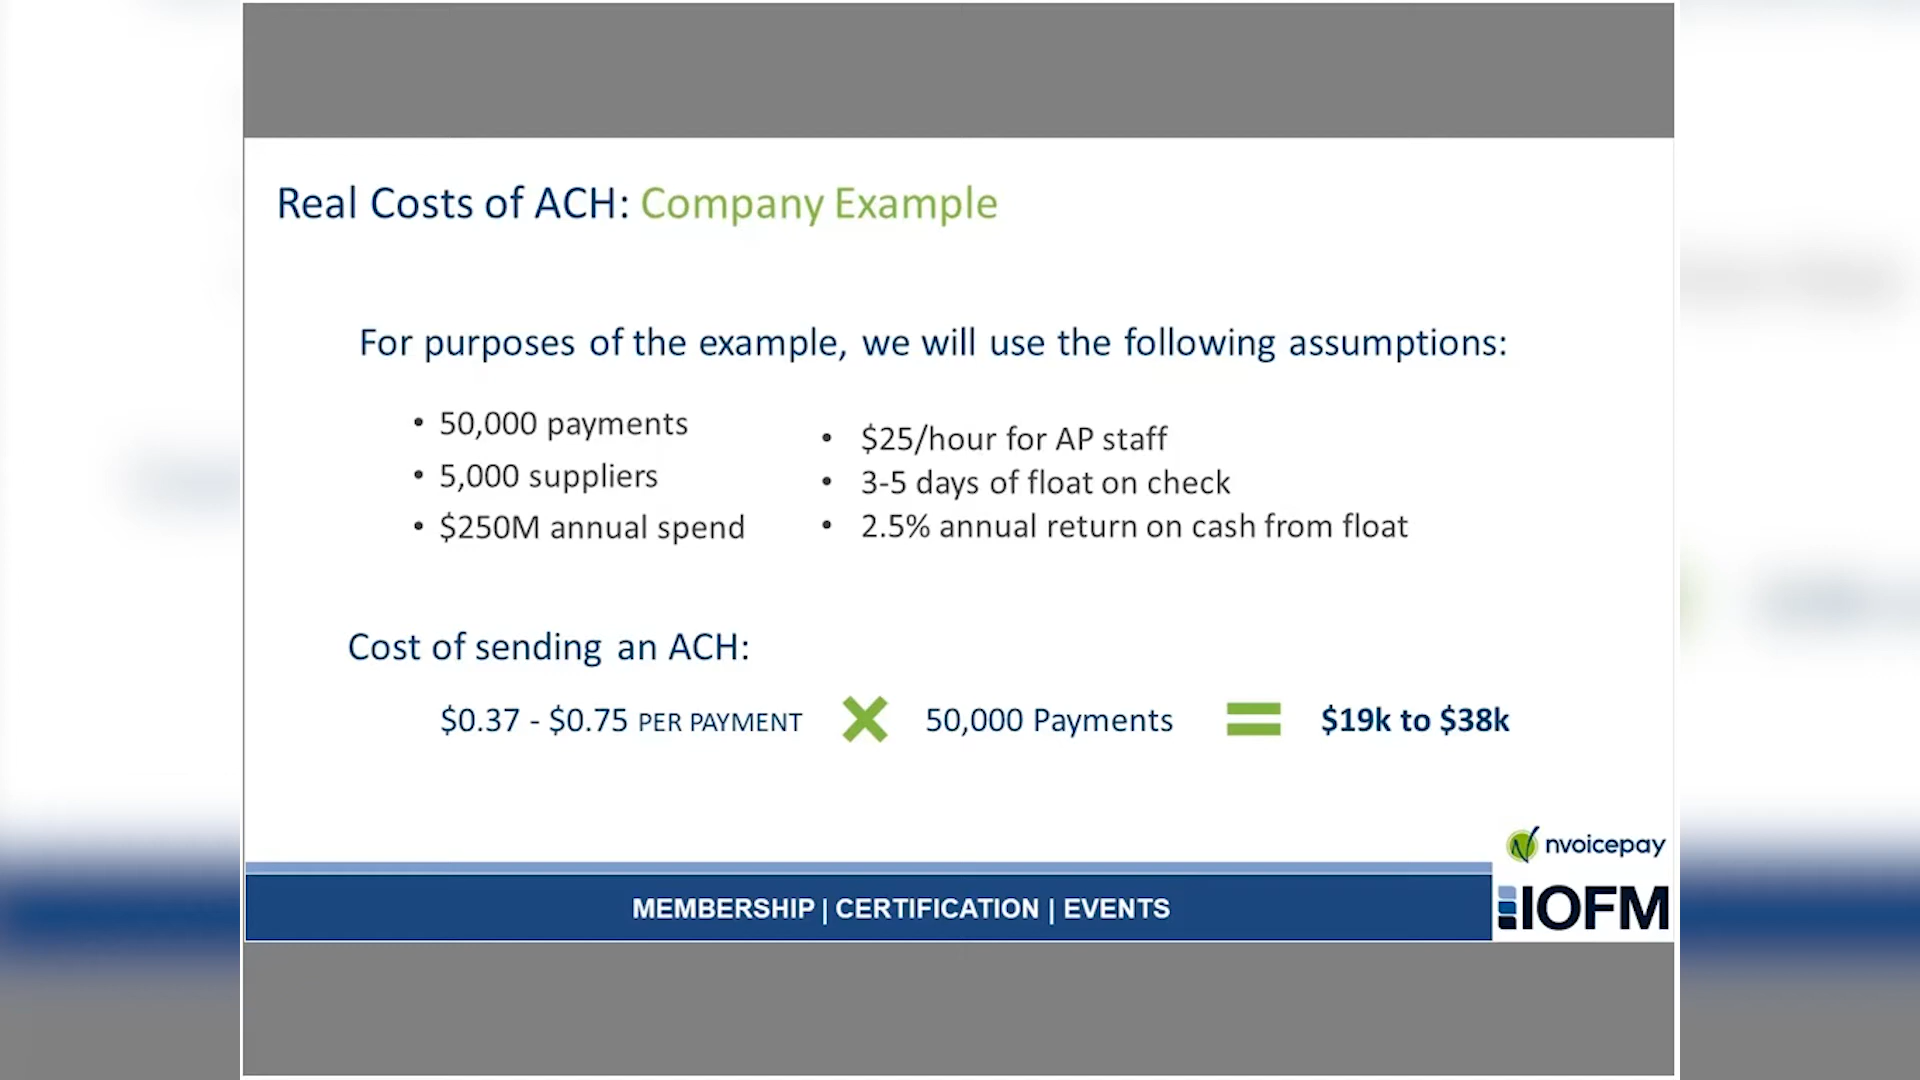 Real Costs of ACH: Company Example
For purposes of the example, we will use the following assumptions:
• 50,000 payments
• 5,000 suppliers
• $250M annual spend
• $25/hour for AP staff
• 3-5 days of float on check
• 2.5% annual return on cash from float
Cost of sending an ACH:
$0.37 - $0.75 PER PAYMENT × 50,000 Payments = $19k to $38k
nvoicepay
MEMBERSHIP | CERTIFICATION | EVENTS
IOFM